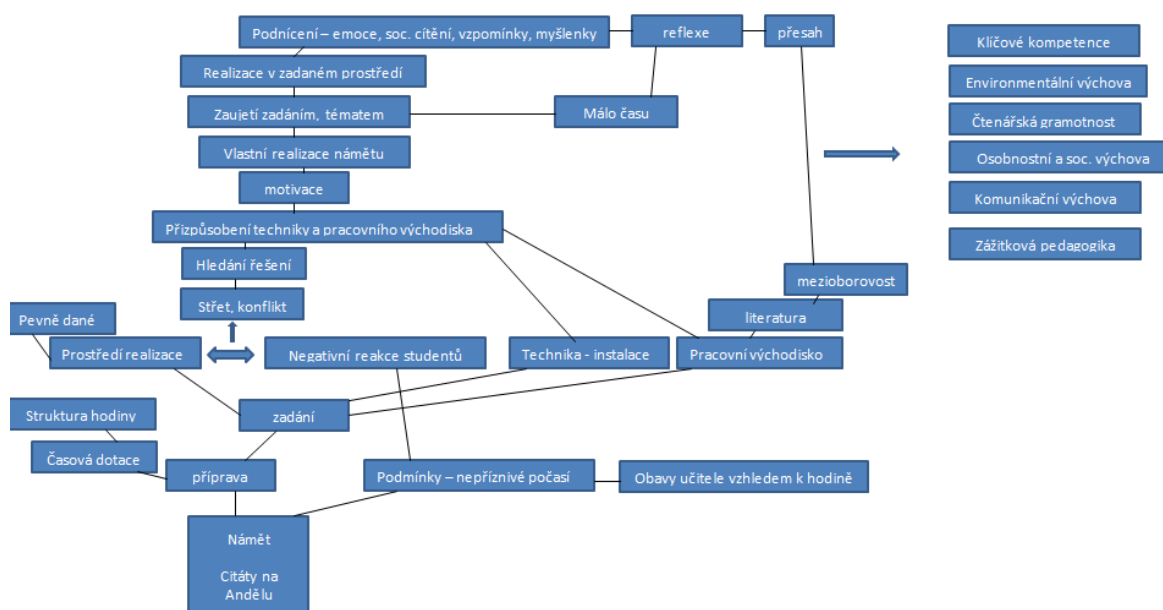 Podnícení – emoce, soc. cítění, vzpomínky, myšlenky
reflexe
přesah
Klíčové kompetence
Realizace v zadaném prostředí
Environmentální výchova
Zaujetí zadáním, tématem
Málo času
Čtenářská gramotnost
Vlastní realizace námětu
Osobnostní a soc. výchova
motivace
Komunikační výchova
Přizpůsobení techniky a pracovního východiska
Zážitková pedagogika
Hledání řešení
mezioborovost
Střet, konflikt
literatura
Pevně dané
Prostředí realizace
Negativní reakce studentů
Technika - instalace
Pracovní východisko
Struktura hodiny
zadání
Časová dotace
příprava
Podmínky – nepříznivé počasí
Obavy učitele vzhledem k hodině
Námět
Citáty na
Andělu